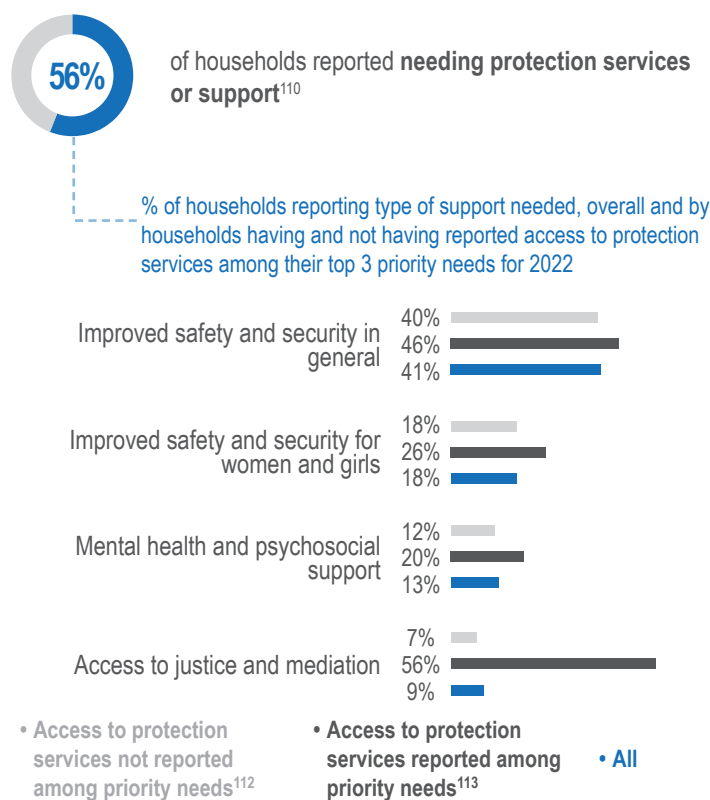 56%
of households reported needing protection services
or support110
% of households reporting type of support needed, overall and by
households having and not having reported access to protection
services among their top 3 priority needs for 2022
Improved safety and security in
general
40%
46%
41%
Improved safety and security for
women and girls
18%
26%
18%
Mental health and psychosocial
support
12%
20%
13%
Access to justice and mediation
7%
56%
9%
• Access to protection
services not reported
among priority needs112
• Access to protection
services reported among
priority needs113
• All